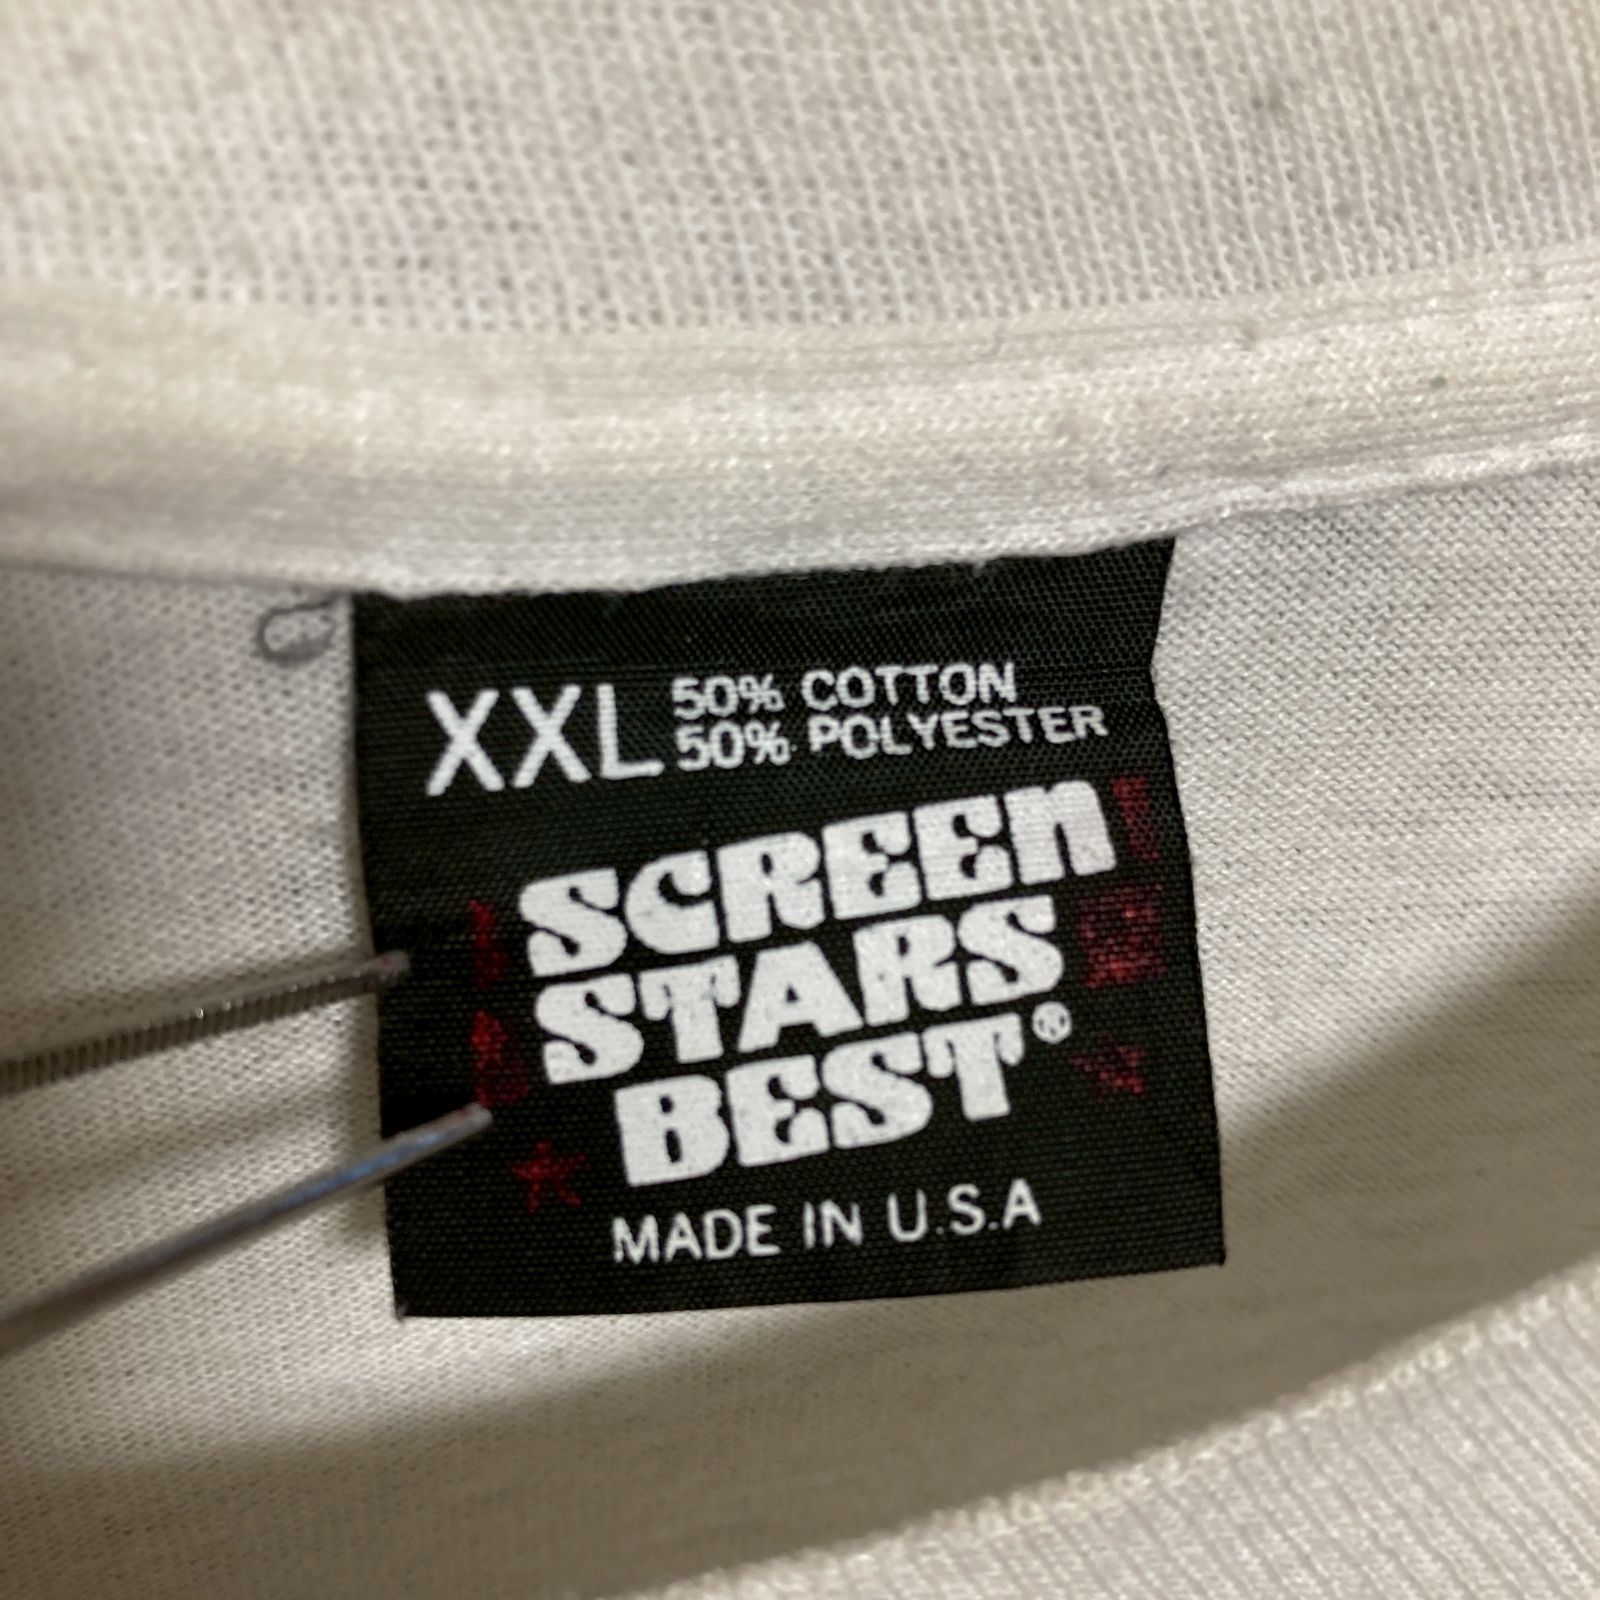 XXL 50% COTTON
50% POLYESTER
SCREEN
STARS
BEST®
MADE IN U.S.A